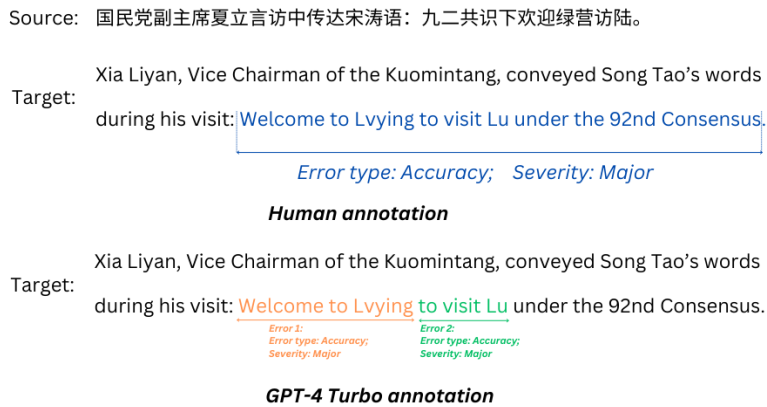 Source: 国民党副主席夏立言访中传达宋涛语：九二共识下欢迎绿营访陆。
Target: Xia Liyan, Vice Chairman of the Kuomintang, conveyed Song Tao's words
during his visit: Welcome to Lvying to visit Lu under the 92nd Consensus.
Error type: Accuracy; Severity: Major
Human annotation
Target: Xia Liyan, Vice Chairman of the Kuomintang, conveyed Song Tao's words
during his visit: Welcome to Lvying to visit Lu under the 92nd Consensus.
Error 1:
Error type: Accuracy;
Severity: Major
Error 2:
Error type: Accuracy;
Severity: Major
GPT-4 Turbo annotation